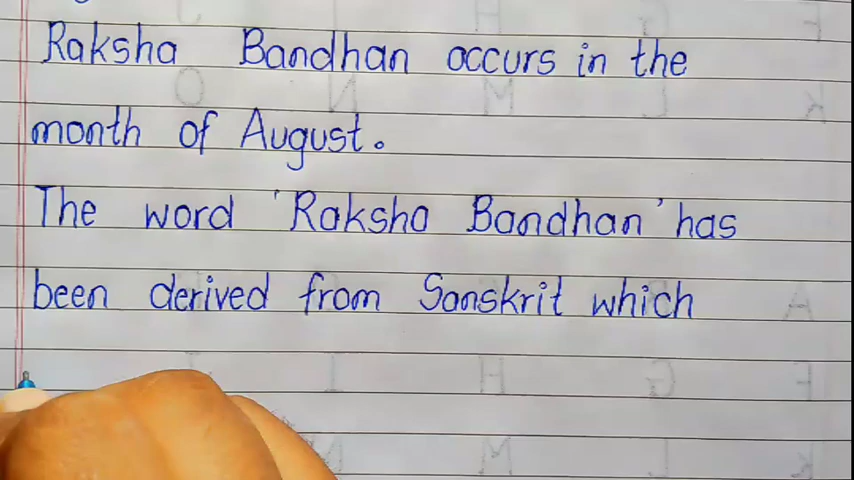 Raksha Bandhan occurs in the
month of August.
The word 'Raksha Bandhan' has
been derived from Sanskrit which